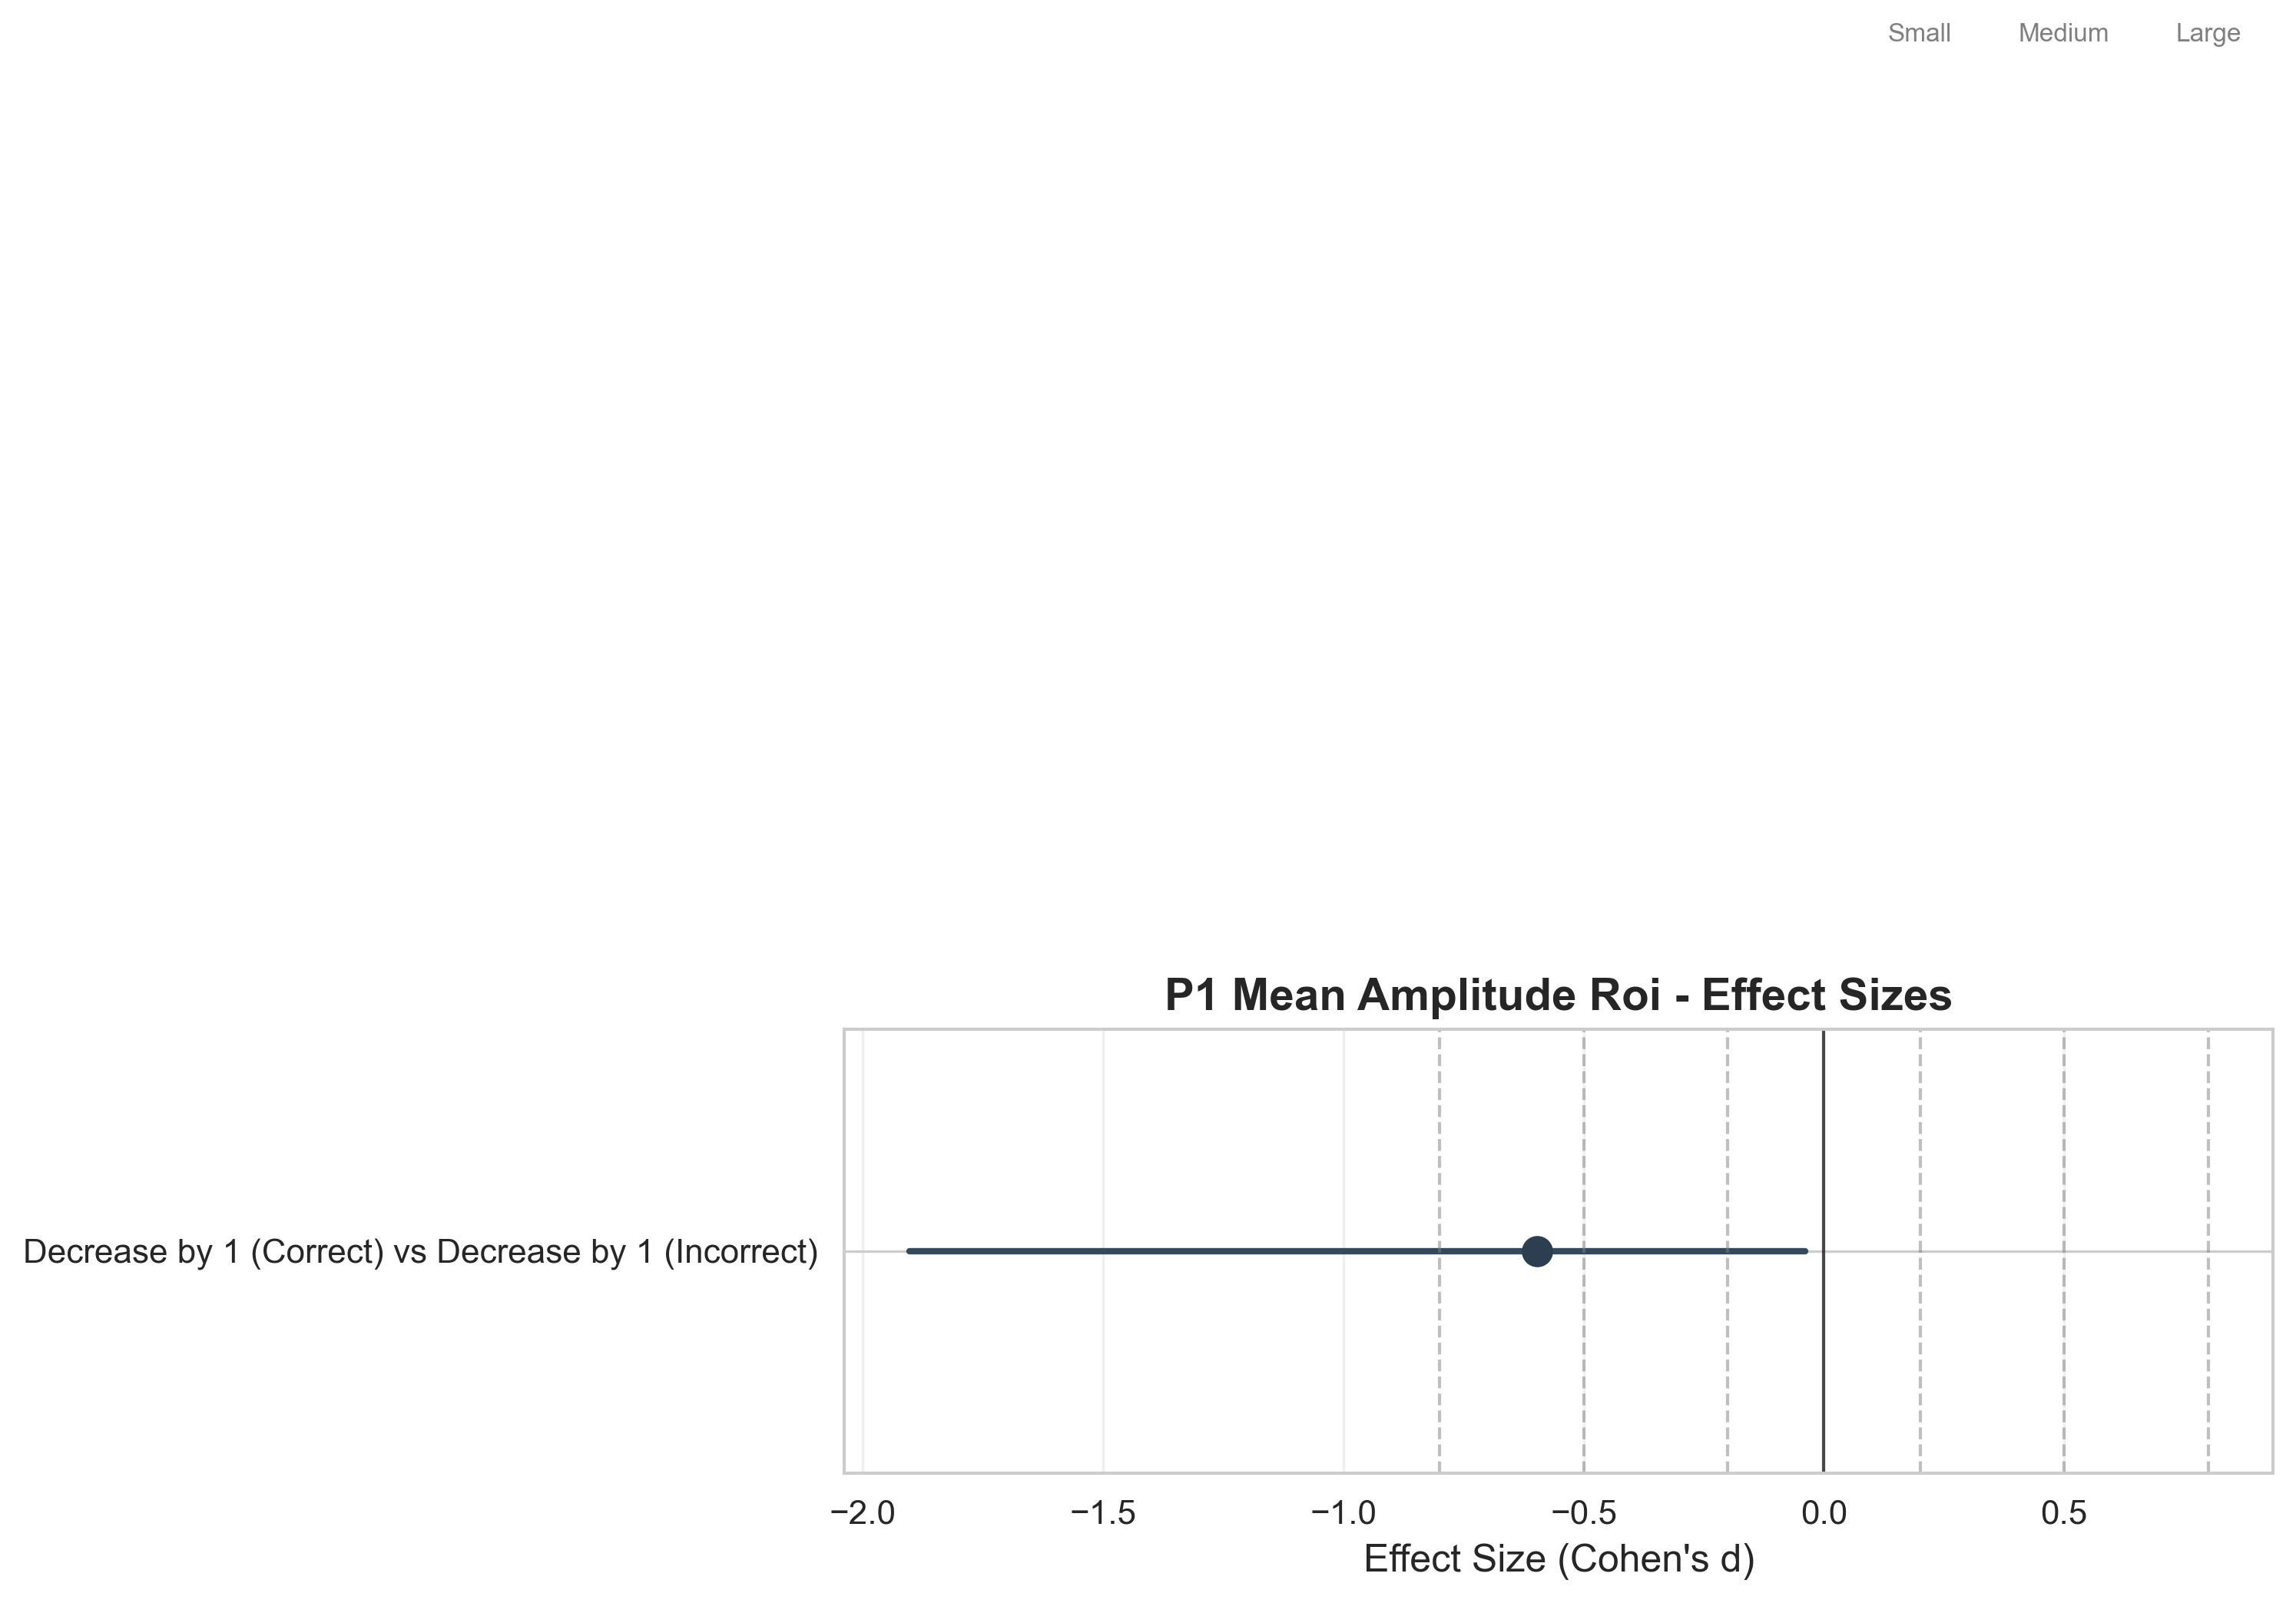 Small Medium Large
P1 Mean Amplitude Roi - Effect Sizes
Decrease by 1 (Correct) vs Decrease by 1 (Incorrect)
−2.0 −1.5 −1.0 −0.5 0.0 0.5
Effect Size (Cohen's d)